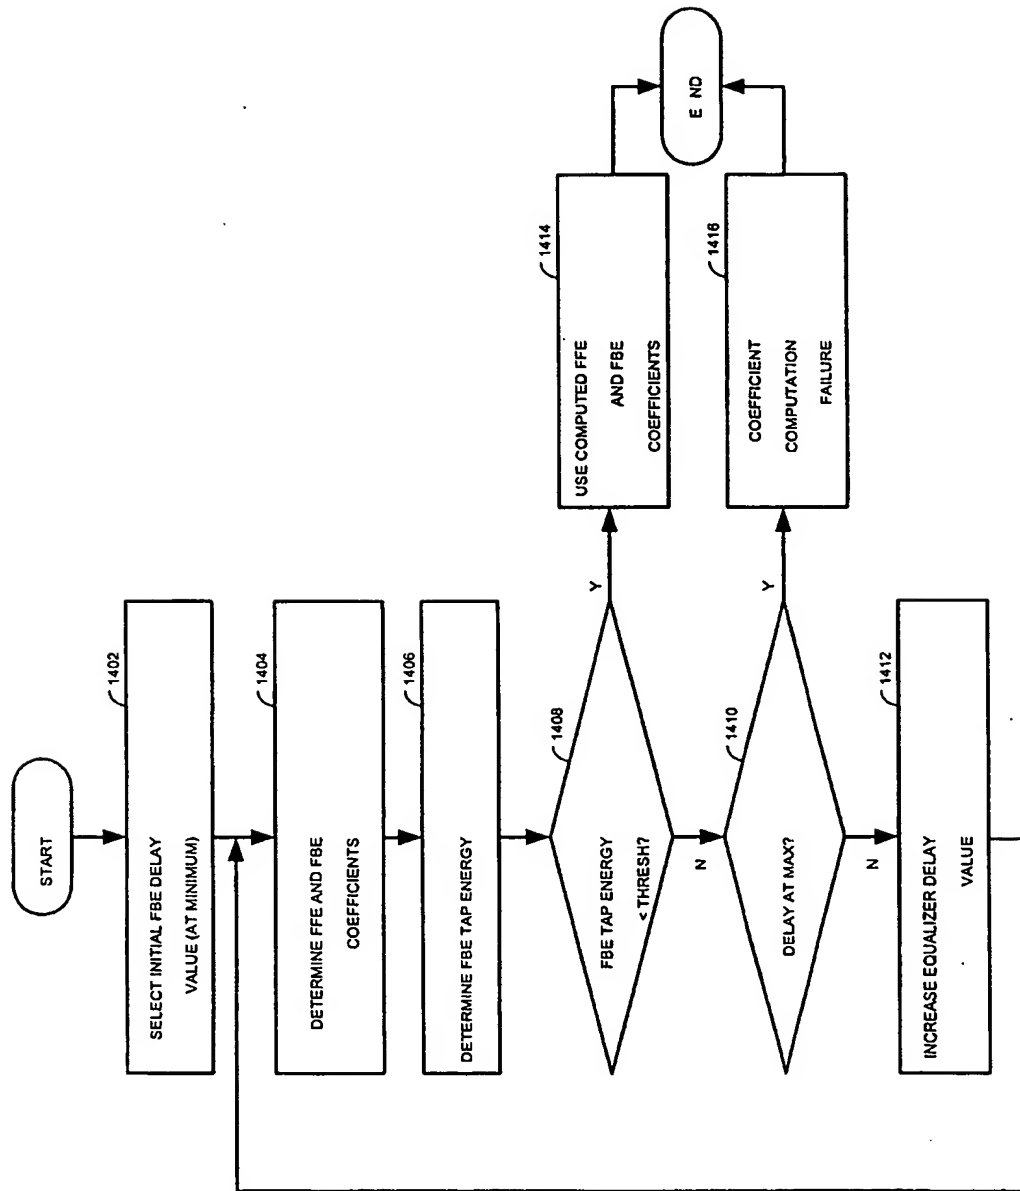 START
1402
SELECT INITIAL FBE DELAY
VALUE (AT MINIMUM)
1404
DETERMINE FFE AND FBE
COEFFICIENTS
1406
DETERMINE FBE TAP ENERGY
1408
FBE TAP ENERGY
< THRESH?
Y
N
1414
USE COMPUTED FFE
AND FBE
COEFFICIENTS
1410
DELAY AT MAX?
Y
N
1416
COEFFICIENT
COMPUTATION
FAILURE
E ND
1412
INCREASE EQUALIZER DELAY
VALUE